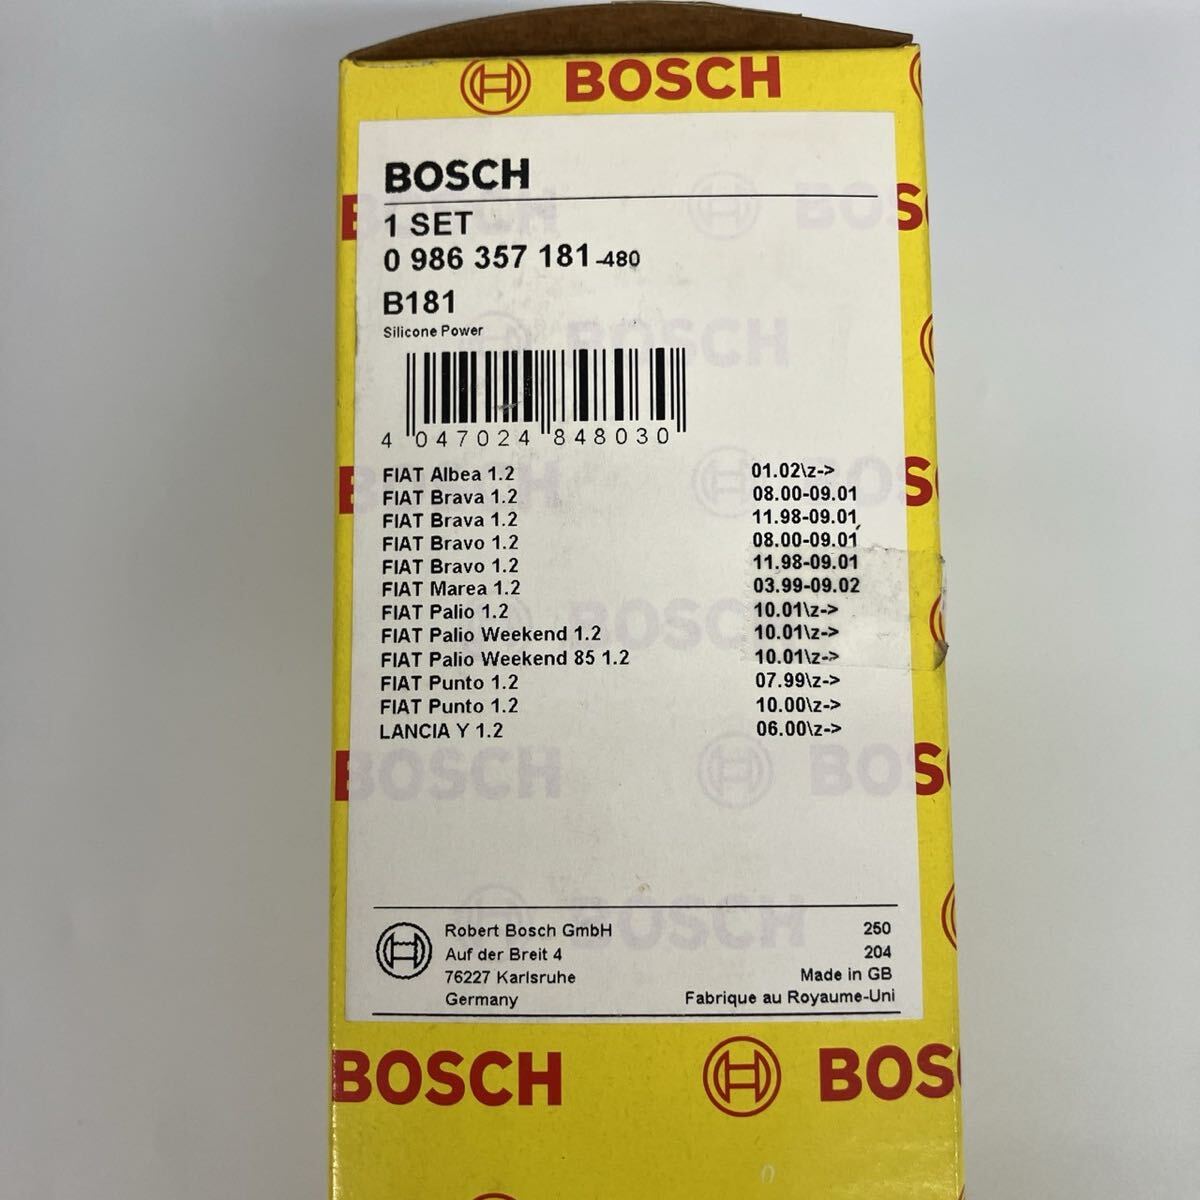 BOSCH
BOSCH
1 SET
0 986 357 181-480
B181
Silicone Power
4 047024 848030
FIAT Albea 1.2 01.02\z->
FIAT Brava 1.2 08.00-09.01
FIAT Brava 1.2 11.98-09.01
FIAT Bravo 1.2 08.00-09.01
FIAT Bravo 1.2 11.98-09.01
FIAT Marea 1.2 03.99-09.02
FIAT Palio 1.2 10.01\z->
FIAT Palio Weekend 1.2 10.01\z->
FIAT Palio Weekend 85 1.2 10.01\z->
FIAT Punto 1.2 07.99\z->
FIAT Punto 1.2 10.00\z->
LANCIA Y 1.2 06.00\z->
Robert Bosch GmbH 250
Auf der Breit 4 204
76227 Karlsruhe Made in GB
Germany Fabrique au Royaume-Uni
BOSCH BOS